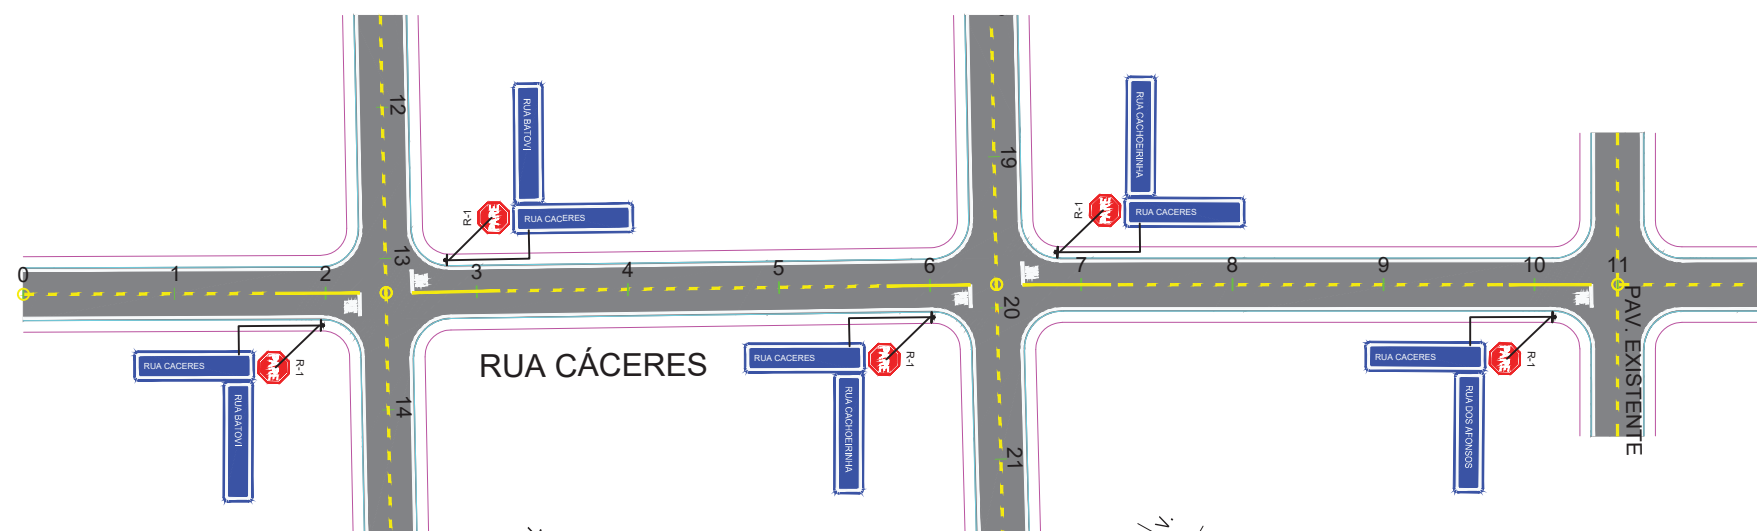 12
RUA BATOVI
RUA CACHOEIRINHA
19
R-1
PARE
RUA CACERES
R-1
PARE
RUA CACERES
13
0
1
2
3
4
5
6
7
8
9
10
11
20
PAV. EXISTENTE
RUA CACERES
PARE
R-1
RUA BATOVI
RUA CÁCERES
RUA CACERES
PARE
R-1
RUA CACHOEIRINHA
RUA CACERES
PARE
R-1
RUA DOS AFONSOS
14
21
V.